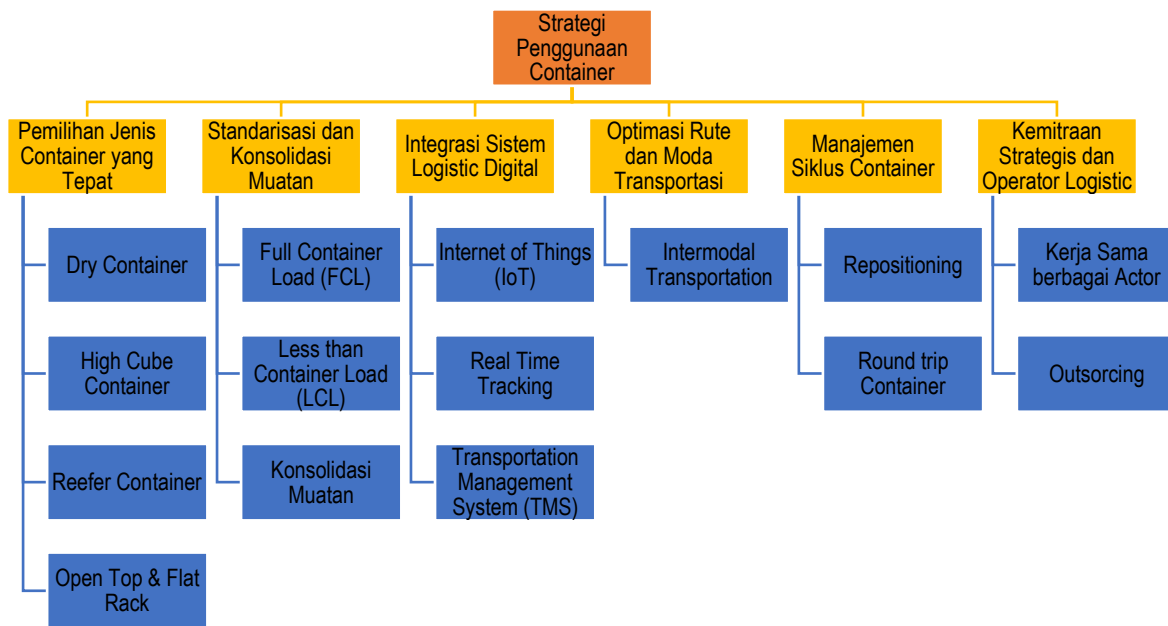 Strategi
Penggunaan
Container
Pemilihan Jenis
Container yang
Tepat
Standarisasi dan
Konsolidasi
Muatan
Integrasi Sistem
Logistic Digital
Optimasi Rute
dan Moda
Transportasi
Manajemen
Siklus Container
Kemitraan
Strategis dan
Operator Logistic
Dry Container
High Cube
Container
Reefer Container
Open Top & Flat
Rack
Full Container
Load (FCL)
Less than
Container Load
(LCL)
Konsolidasi
Muatan
Internet of Things
(IoT)
Real Time
Tracking
Transportation
Management
System (TMS)
Intermodal
Transportation
Repositioning
Round trip
Container
Kerja Sama
berbagai Actor
Outsorcing